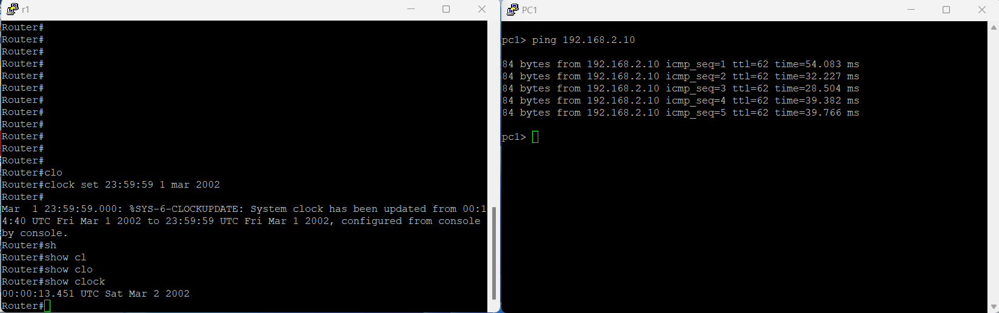 r1
Router#
Router#
Router#
Router#
Router#
Router#
Router#
Router#
Router#
Router#
Router#
Router#
Router#clo
Router#clock set 23:59:59 1 mar 2002
Router#
Mar  1 23:59:59.000: %SYS-6-CLOCKUPDATE: System clock has been updated from 00:1
4:40 UTC Fri Mar 1 2002 to 23:59:59 UTC Fri Mar 1 2002, configured from console
by console.
Router#sh
Router#show cl
Router#show clo
Router#show clock
00:00:13.451 UTC Sat Mar 2 2002
Router#
PC1
pc1> ping 192.168.2.10
84 bytes from 192.168.2.10 icmp_seq=1 ttl=62 time=54.083 ms
84 bytes from 192.168.2.10 icmp_seq=2 ttl=62 time=32.227 ms
84 bytes from 192.168.2.10 icmp_seq=3 ttl=62 time=28.504 ms
84 bytes from 192.168.2.10 icmp_seq=4 ttl=62 time=39.382 ms
84 bytes from 192.168.2.10 icmp_seq=5 ttl=62 time=39.766 ms
pc1>